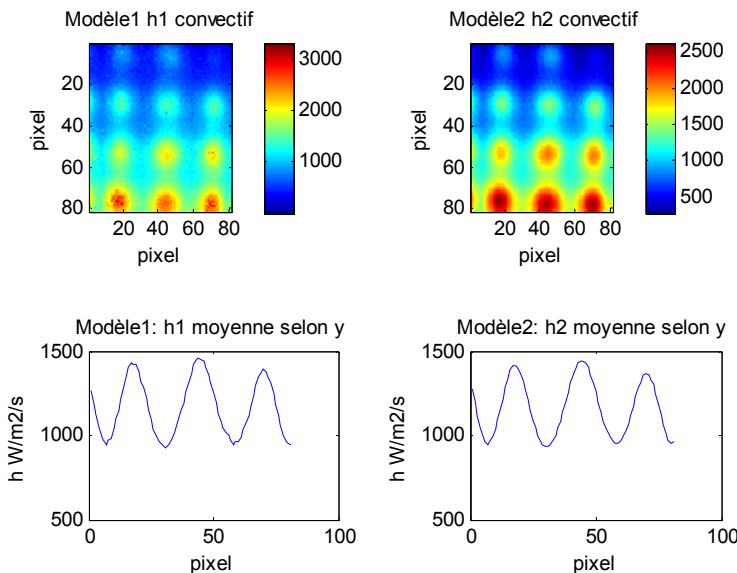 Modèle1 h1 convectif
20
40
60
80
pixel
20 40 60 80
pixel
3000
2000
1000
Modèle2 h2 convectif
20
40
60
80
pixel
20 40 60 80
pixel
2500
2000
1500
1000
500
Modèle1: h1 moyenne selon y
1500
1000
500
h W/m2/s
0 50 100
pixel
Modèle2: h2 moyenne selon y
1500
1000
500
h W/m2/s
0 50 100
pixel